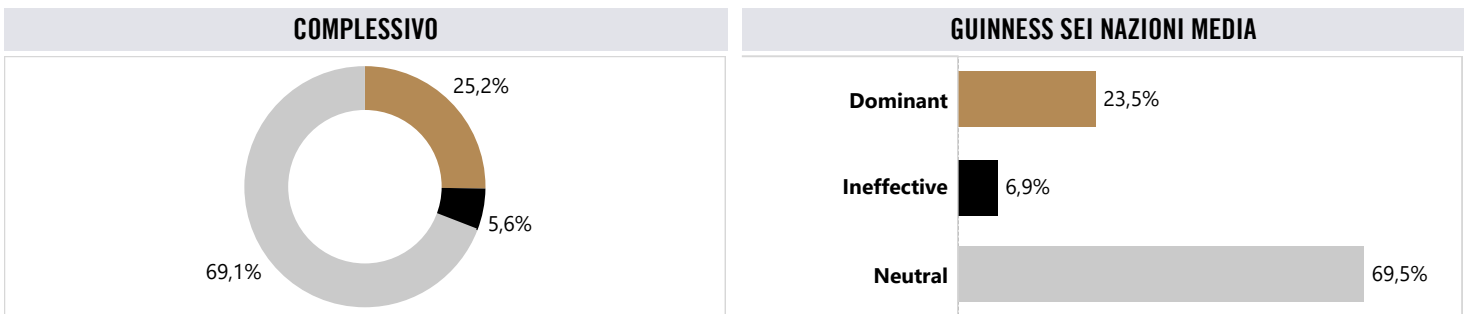 COMPLESSIVO
25,2%
5,6%
69,1%
GUINNESS SEI NAZIONI MEDIA
Dominant 23,5%
Ineffective 6,9%
Neutral 69,5%